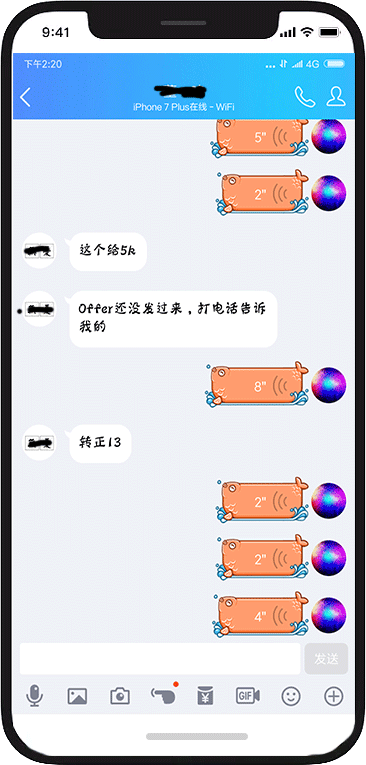 9:41
下午2:20
4G
iPhone 7 Plus在线 - WiFi
5"
2"
这个给5k
Offer还没发过来，打电话告诉
我的
8"
转正13
2"
2"
4"
发送
GIF